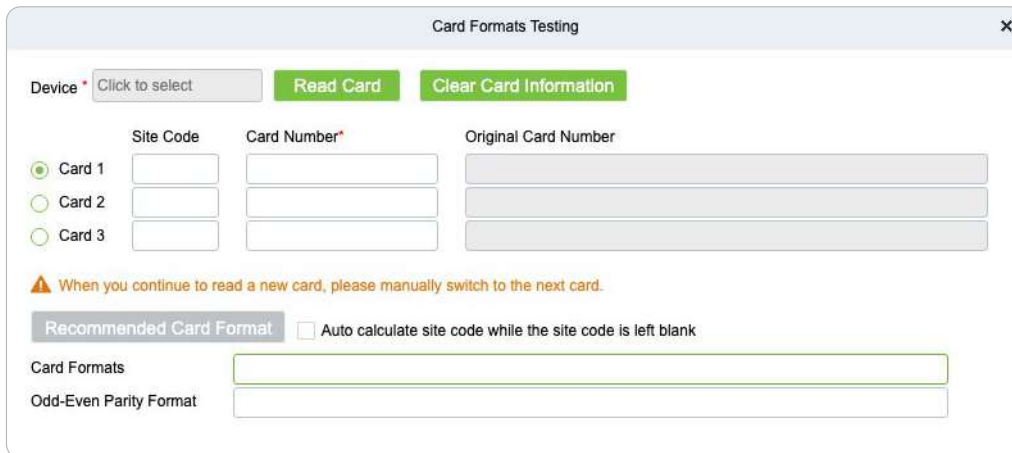 Card Formats Testing
Device * Click to select Read Card Clear Card Information
Site Code Card Number* Original Card Number
Card 1
Card 2
Card 3
When you continue to read a new card, please manually switch to the next card.
Recommended Card Format Auto calculate site code while the site code is left blank
Card Formats
Odd-Even Parity Format